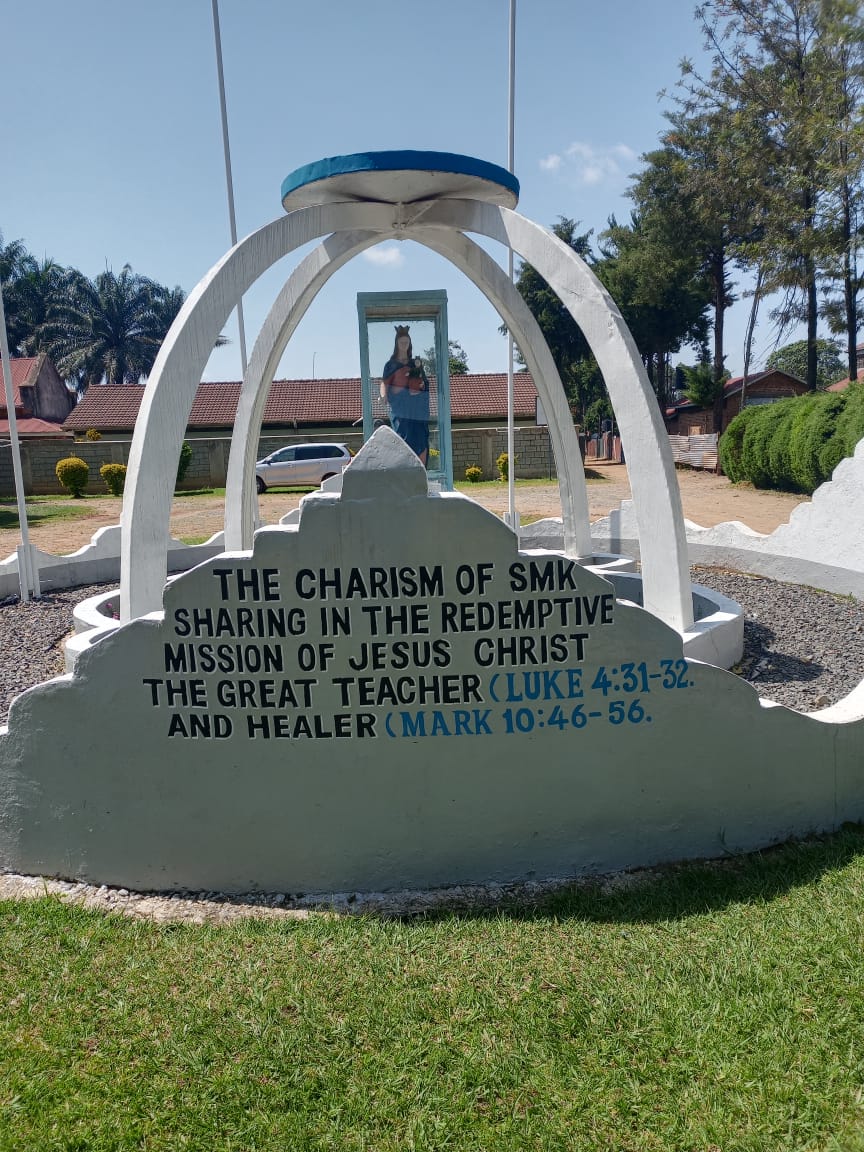 THE CHARISM OF SMK
SHARING IN THE REDEMPTIVE
MISSION OF JESUS CHRIST
THE GREAT TEACHER (LUKE 4:31-32.
AND HEALER (MARK 10:46-56.